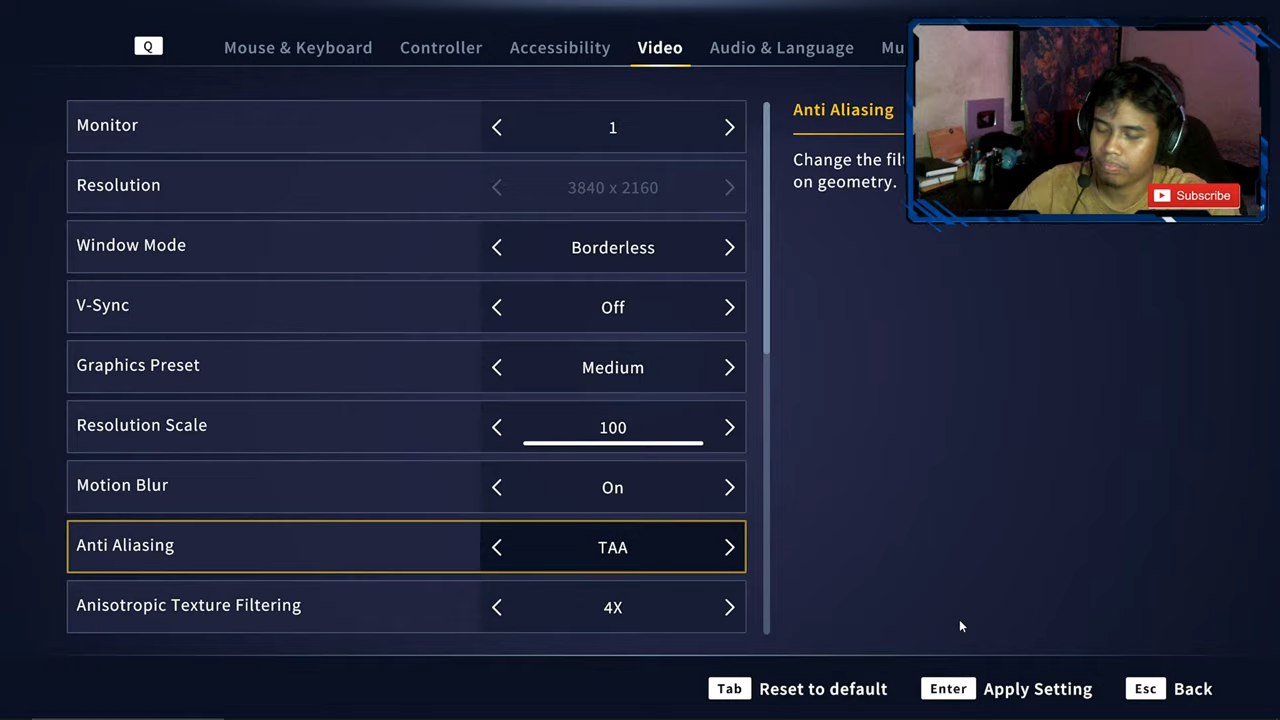 Q
Mouse & Keyboard
Controller
Accessibility
Video
Audio & Language
Mu
Monitor
1
Resolution
3840 x 2160
Window Mode
Borderless
V-Sync
Off
Graphics Preset
Medium
Resolution Scale
100
Motion Blur
On
Anti Aliasing
TAA
Anisotropic Texture Filtering
4X
Anti Aliasing
Change the filt
on geometry.
Subscribe
Tab Reset to default
Enter Apply Setting
Esc Back